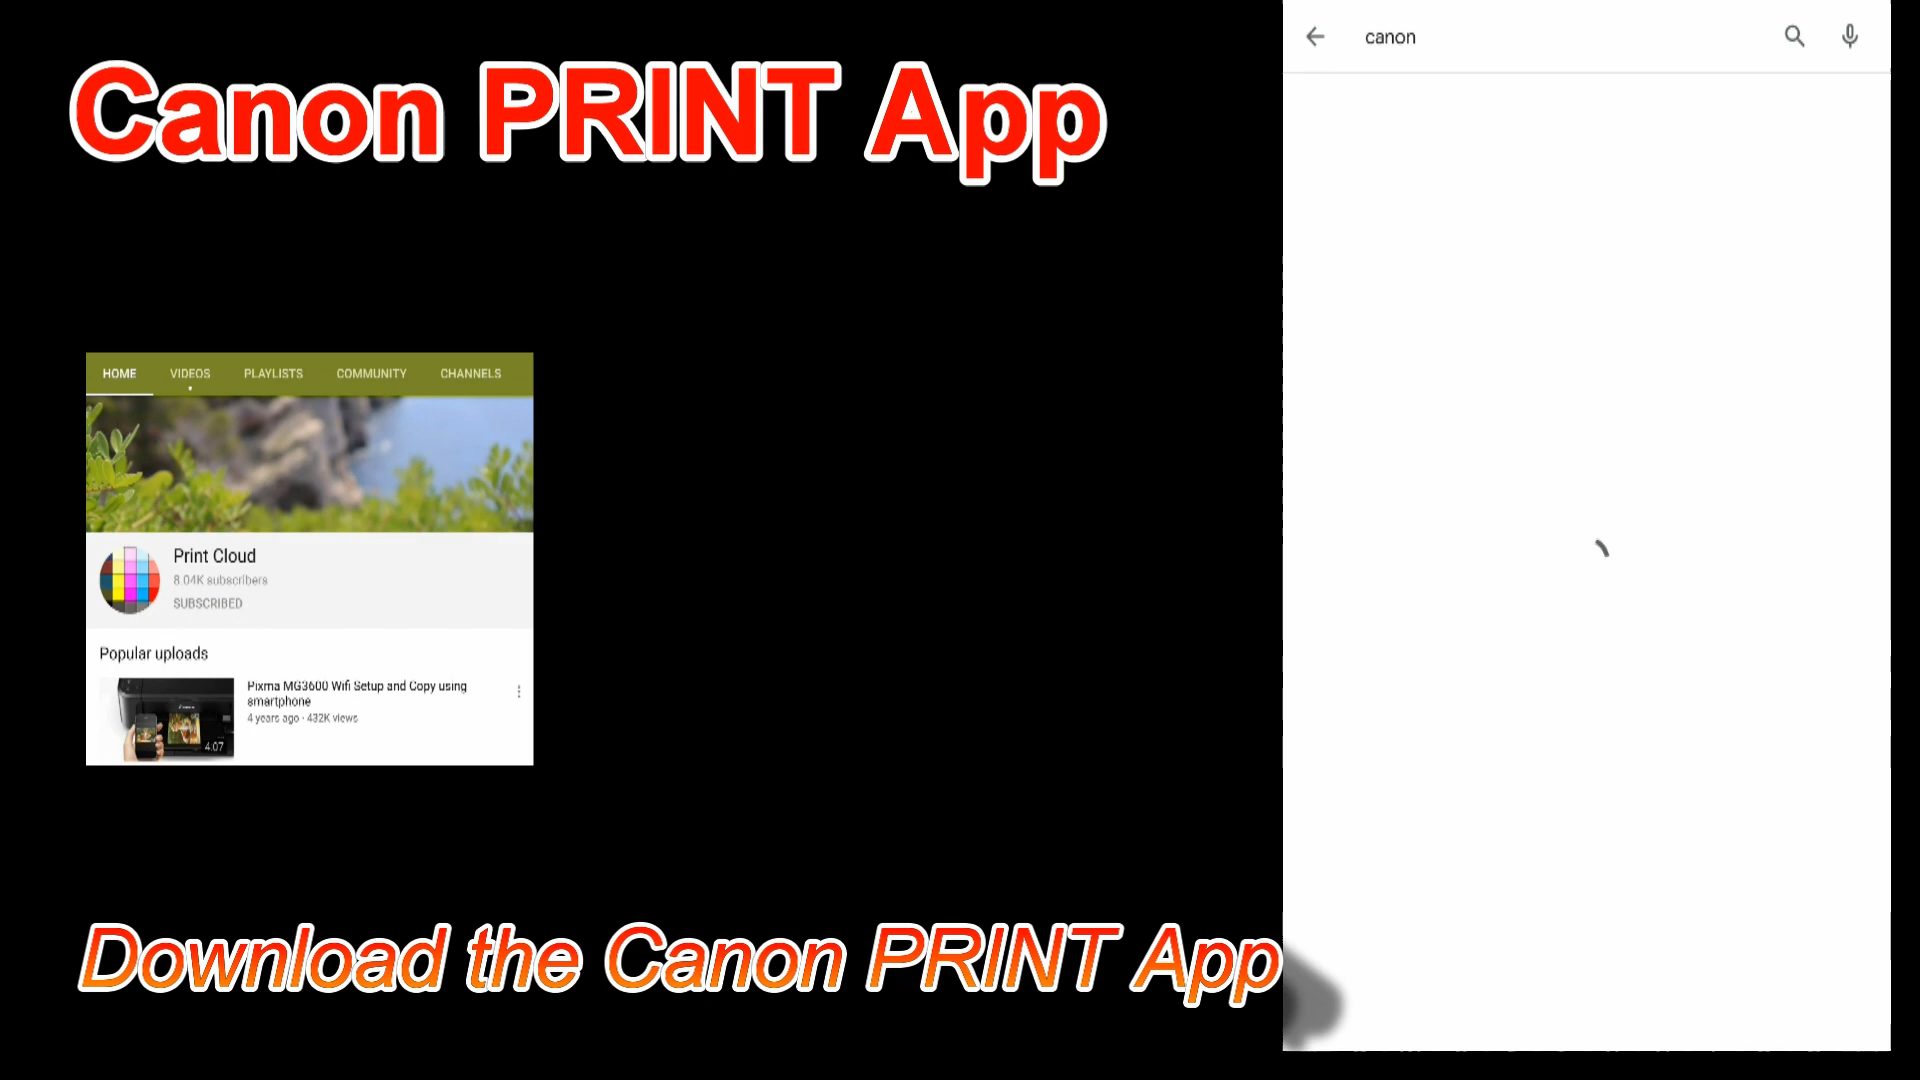 Canon PRINT App
canon
HOME VIDEOS PLAYLISTS COMMUNITY CHANNELS
Print Cloud
8.04K subscribers
SUBSCRIBED
Popular uploads
Pixma MG3600 Wifi Setup and Copy using
smartphone
4 years ago · 432K views
4:07
Download the Canon PRINT App